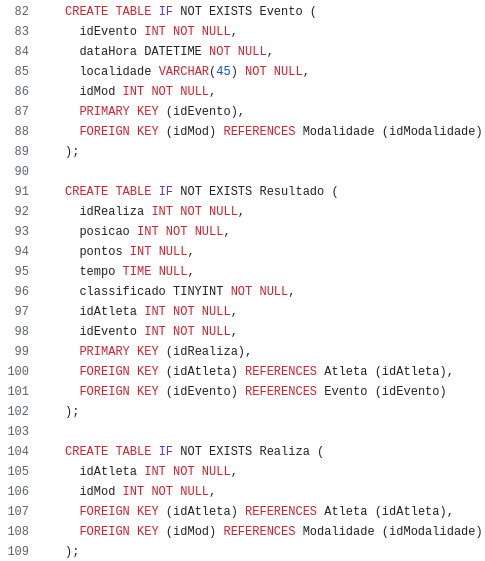 82 CREATE TABLE IF NOT EXISTS Evento (
83 idEvento INT NOT NULL,
84 dataHora DATETIME NOT NULL,
85 localidade VARCHAR(45) NOT NULL,
86 idMod INT NOT NULL,
87 PRIMARY KEY (idEvento),
88 FOREIGN KEY (idMod) REFERENCES Modalidade (idModalidade)
89 );
90
91 CREATE TABLE IF NOT EXISTS Resultado (
92 idRealiza INT NOT NULL,
93 posicao INT NOT NULL,
94 pontos INT NULL,
95 tempo TIME NULL,
96 classificado TINYINT NOT NULL,
97 idAtleta INT NOT NULL,
98 idEvento INT NOT NULL,
99 PRIMARY KEY (idRealiza),
100 FOREIGN KEY (idAtleta) REFERENCES Atleta (idAtleta),
101 FOREIGN KEY (idEvento) REFERENCES Evento (idEvento)
102 );
103
104 CREATE TABLE IF NOT EXISTS Realiza (
105 idAtleta INT NOT NULL,
106 idMod INT NOT NULL,
107 FOREIGN KEY (idAtleta) REFERENCES Atleta (idAtleta),
108 FOREIGN KEY (idMod) REFERENCES Modalidade (idModalidade)
109 );